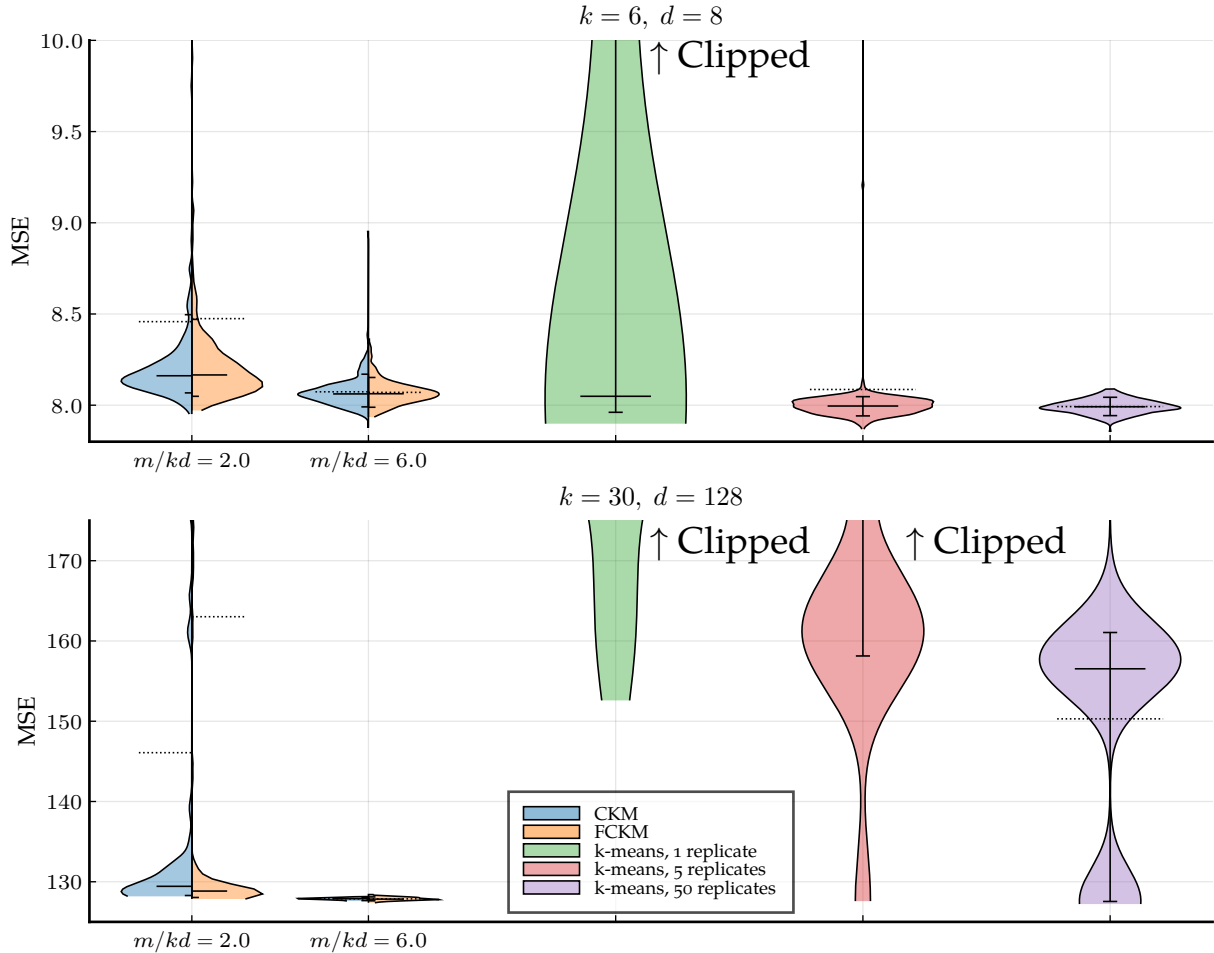 k = 6, d = 8
↑ Clipped
MSE
10.0
9.5
9.0
8.5
8.0
m/kd = 2.0
m/kd = 6.0
k = 30, d = 128
↑ Clipped
↑ Clipped
MSE
170
160
150
140
130
CKM
FCKM
k-means, 1 replicate
k-means, 5 replicates
k-means, 50 replicates
m/kd = 2.0
m/kd = 6.0